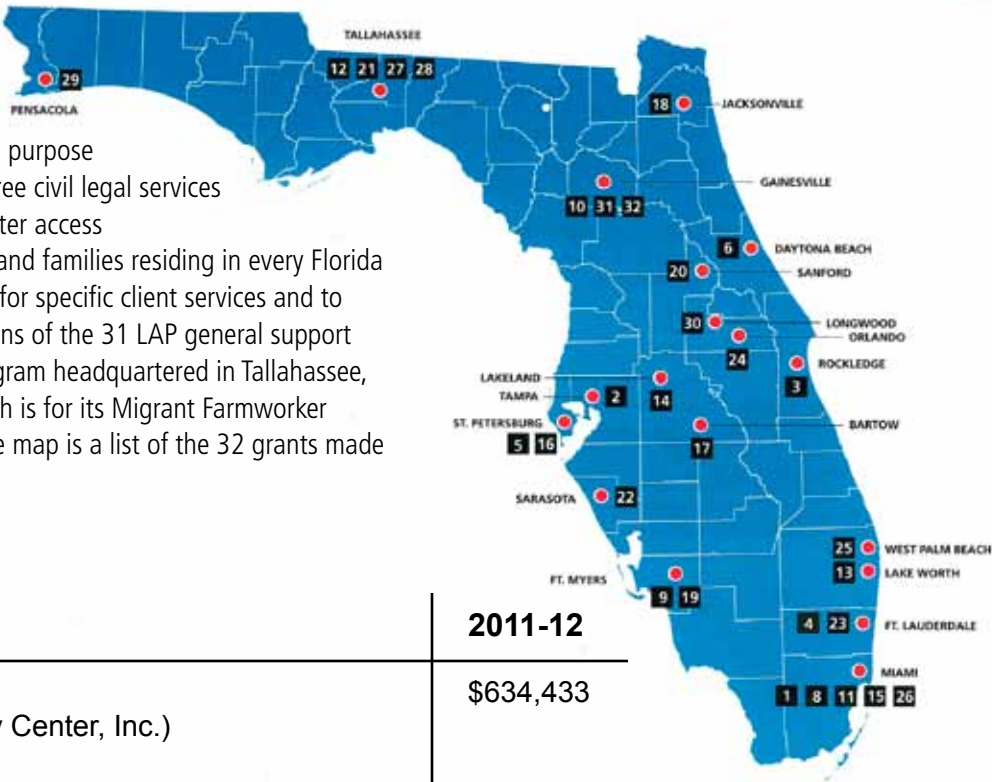 TALLAHASSEE
12 21 27 28
29
PENSACOLA
18
JACKSONVILLE
GAINESVILLE
10 31 32
6
DAYTONA BEACH
20
SANFORD
30
LONGWOOD
ORLANDO
24
ROCKLEDGE
3
LAKELAND
14
TAMPA
2
ST. PETERSBURG
5 16
BARTOW
17
SARASOTA
22
25
WEST PALM BEACH
13
LAKE WORTH
FT. MYERS
9 19
4 23
FT. LAUDERDALE
MIAMI
1 8 11 15 26
purpose
ree civil legal services
ter access
and families residing in every Florida
for specific client services and to
ns of the 31 LAP general support
gram headquartered in Tallahassee,
h is for its Migrant Farmworker
e map is a list of the 32 grants made
2011-12
$634,433
Center, Inc.)